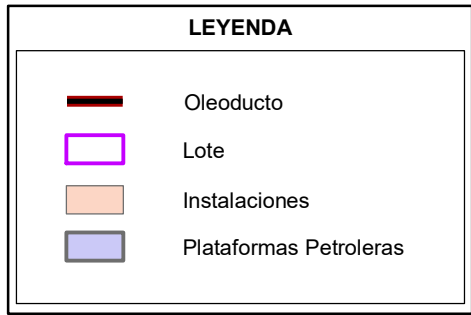 LEYENDA
Oleoducto
Lote
Instalaciones
Plataformas Petroleras